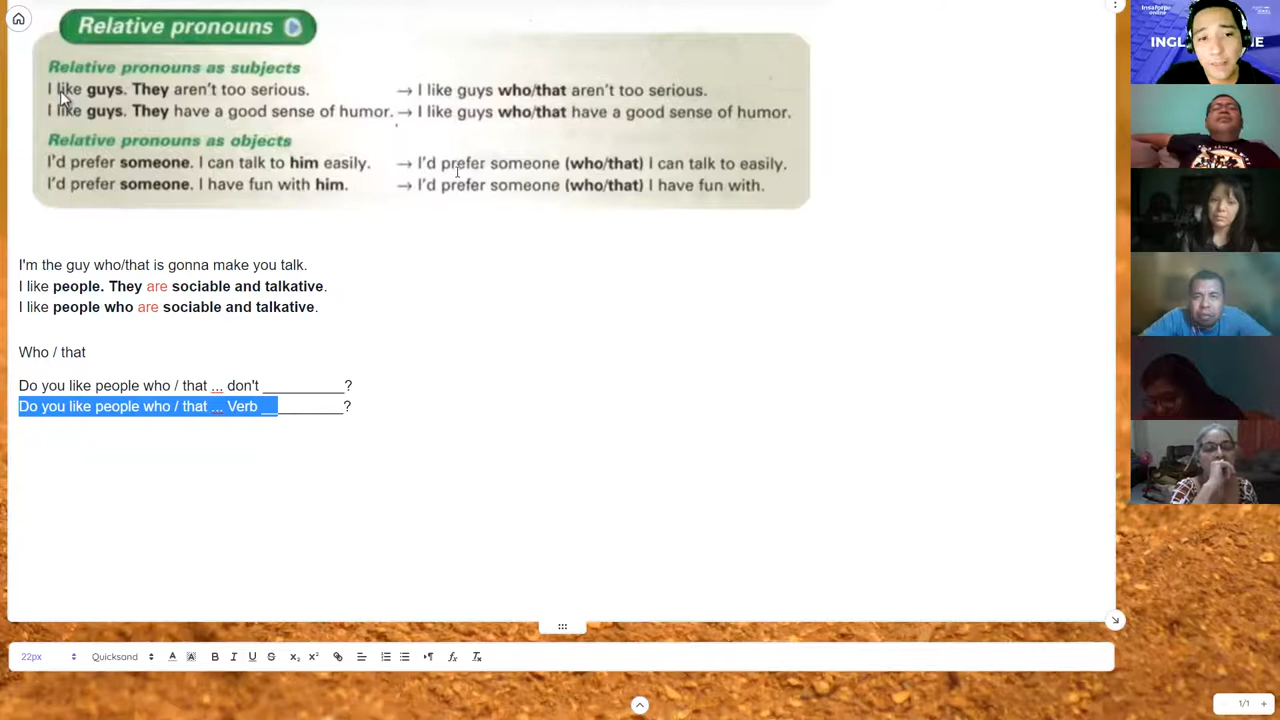 Relative pronouns
Relative pronouns as subjects
I like guys. They aren't too serious. → I like guys who/that aren't too serious.
I like guys. They have a good sense of humor. → I like guys who/that have a good sense of humor.
Relative pronouns as objects
I'd prefer someone. I can talk to him easily. → I'd prefer someone (who/that) I can talk to easily.
I'd prefer someone. I have fun with him. → I'd prefer someone (who/that) I have fun with.
I'm the guy who/that is gonna make you talk.
I like people. They are sociable and talkative.
I like people who are sociable and talkative.
Who / that
Do you like people who / that ... don't ___________?
Do you like people who / that ... Verb ___________?
22px Quicksand
1/1
Insaforp online